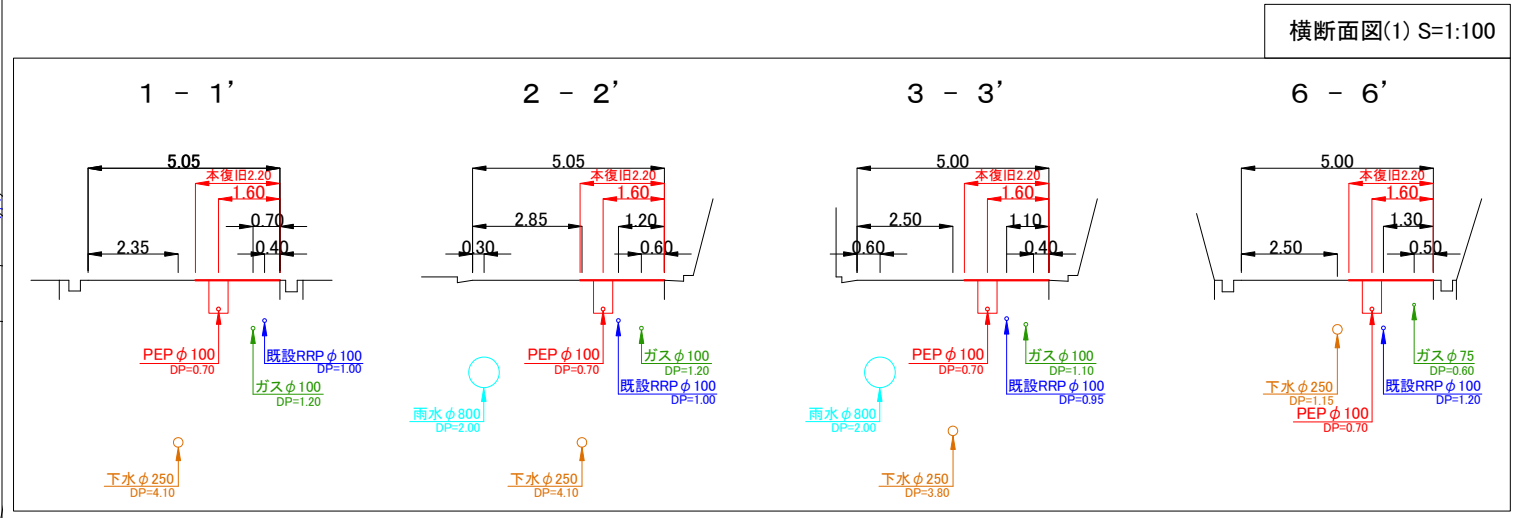 横断面図(1) S=1:100
1 - 1’
5.05
本復旧2.20
1.60
0.70
2.35
0.40
PEPφ100
DP=0.70
既設RRPφ100
DP=1.00
ガスφ100
DP=1.20
下水φ250
DP=4.10
2 - 2’
5.05
本復旧2.20
1.60
2.85
1.20
0.30
0.60
PEPφ100
DP=0.70
ガスφ100
DP=1.20
既設RRPφ100
DP=1.00
雨水φ800
DP=2.00
下水φ250
DP=4.10
3 - 3’
5.00
本復旧2.20
1.60
2.50
1.10
0.60
0.40
PEPφ100
DP=0.70
ガスφ100
DP=1.10
既設RRPφ100
DP=0.95
雨水φ800
DP=2.00
下水φ250
DP=3.80
6 - 6’
5.00
本復旧2.20
1.60
1.30
2.50
0.50
ガスφ75
DP=0.60
下水φ250
DP=1.15
既設RRPφ100
DP=1.20
PEPφ100
DP=0.70